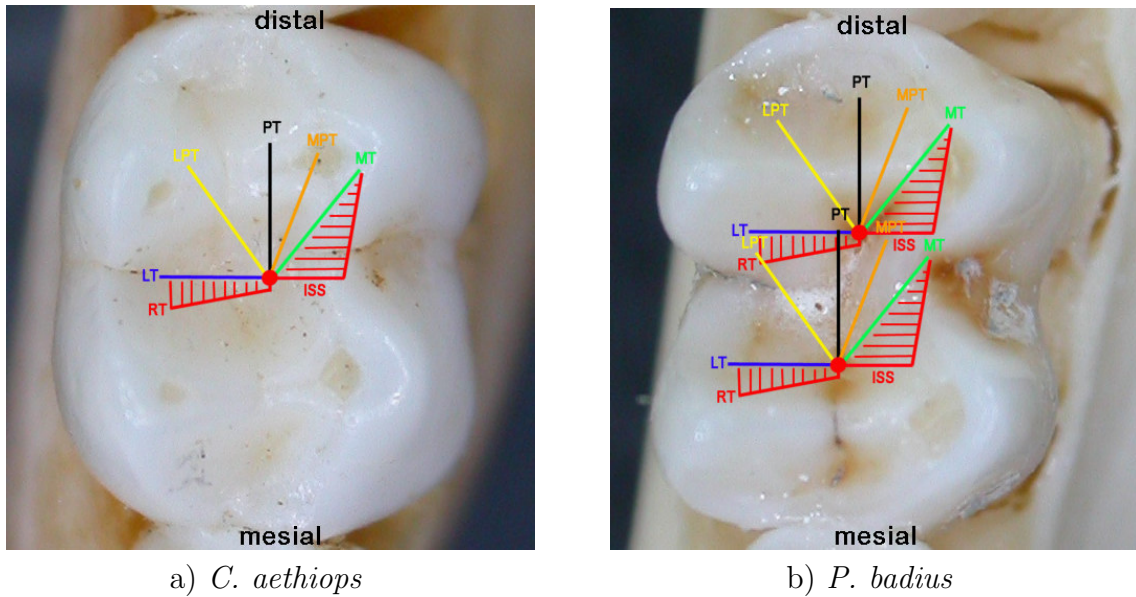 distal
PT
LPT
MPT
MT
LT
ISS
RT
mesial
a) C. aethiops
distal
PT
LPT
MPT
MT
LT
ISS
RT
PT
LPT
MPT
MT
LT
ISS
RT
mesial
b) P. badius